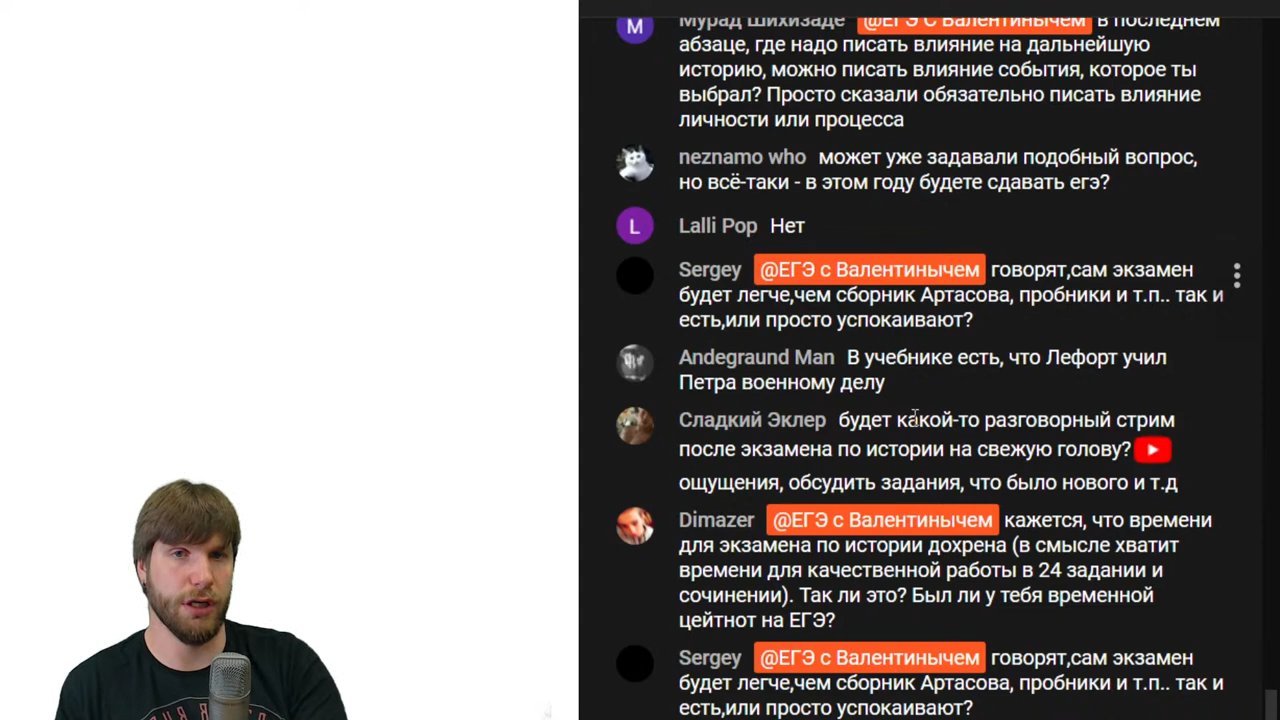 М Мурад Шихизаде @ЕГЭ с Валентинычем в последнем
абзаце, где надо писать влияние на дальнейшую
историю, можно писать влияние события, которое ты
выбрал? Просто сказали обязательно писать влияние
личности или процесса
neznamo who может уже задавали подобный вопрос,
но всё-таки - в этом году будете сдавать егэ?
L Lalli Pop Нет
Sergey @ЕГЭ с Валентинычем говорят,сам экзамен
будет легче,чем сборник Артасова, пробники и т.п.. так и
есть,или просто успокаивают?
Andegraund Man В учебнике есть, что Лефорт учил
Петра военному делу
Сладкий Эклер будет какой-то разговорный стрим
после экзамена по истории на свежую голову?
ощущения, обсудить задания, что было нового и т.д
Dimazer @ЕГЭ с Валентинычем кажется, что времени
для экзамена по истории дохрена (в смысле хватит
времени для качественной работы в 24 задании и
сочинении). Так ли это? Был ли у тебя временной
цейтнот на ЕГЭ?
Sergey @ЕГЭ с Валентинычем говорят,сам экзамен
будет легче,чем сборник Артасова, пробники и т.п.. так и
есть,или просто успокаивают?